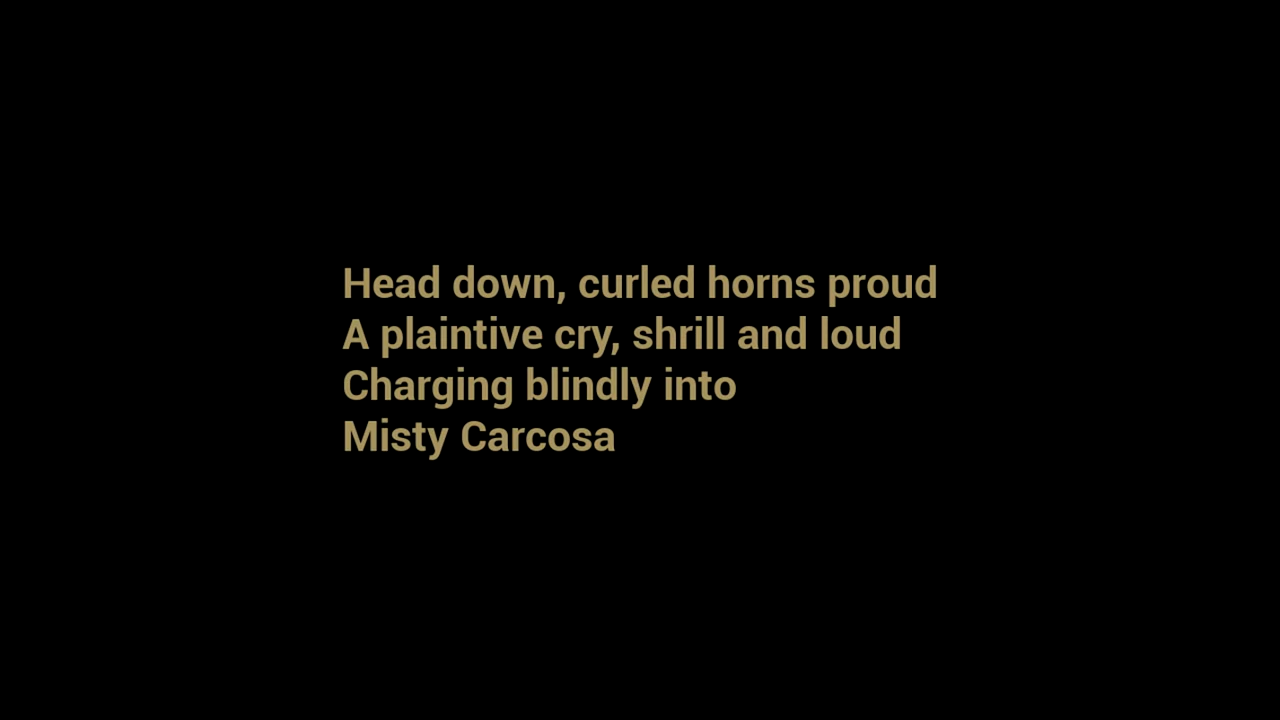 Head down, curled horns proud
A plaintive cry, shrill and loud
Charging blindly into
Misty Carcosa